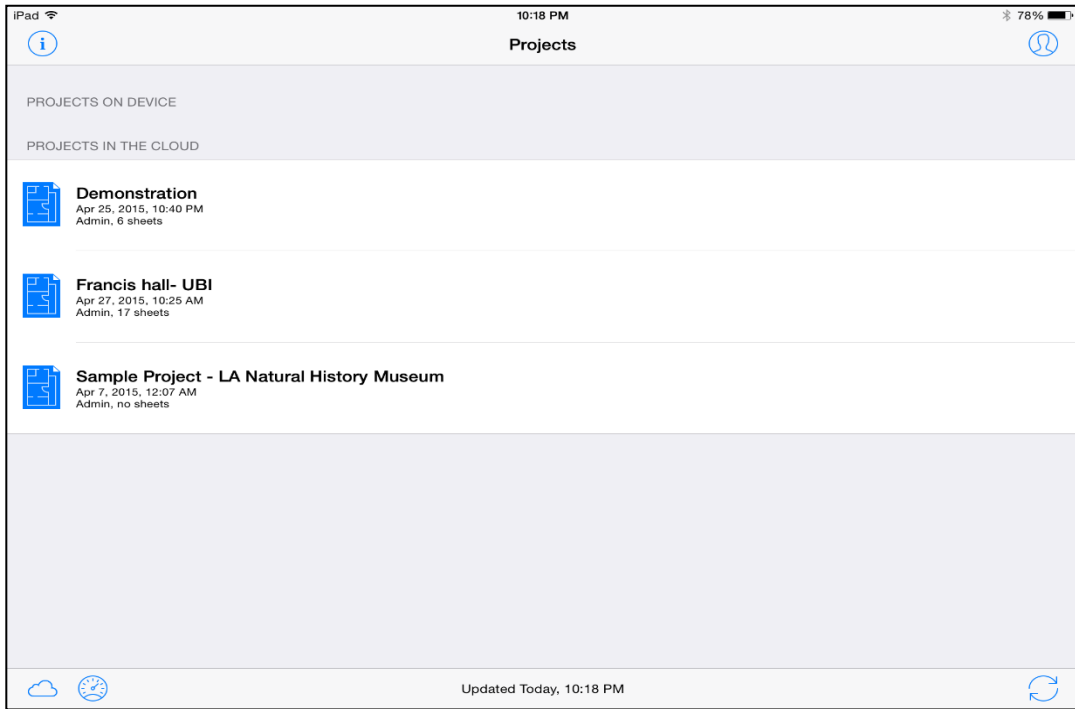 iPad 10:18 PM 78%
i Projects
PROJECTS ON DEVICE
PROJECTS IN THE CLOUD
Demonstration
Apr 25, 2015, 10:40 PM
Admin, 6 sheets
Francis hall- UBI
Apr 27, 2015, 10:25 AM
Admin, 17 sheets
Sample Project - LA Natural History Museum
Apr 7, 2015, 12:07 AM
Admin, no sheets
Updated Today, 10:18 PM